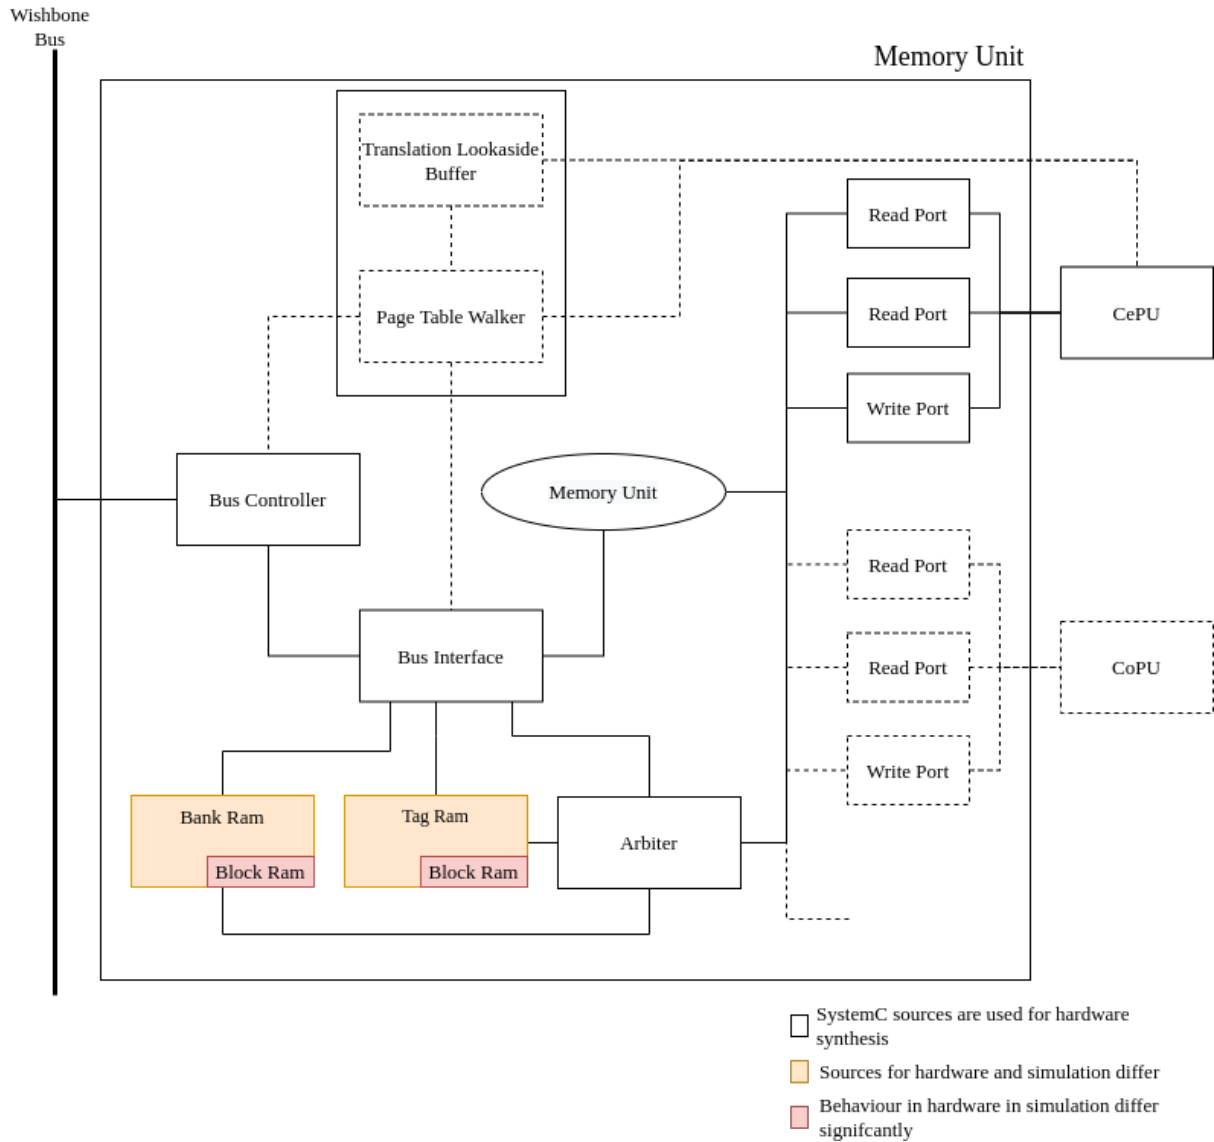 Wishbone
Bus
Memory Unit
Translation Lookaside
Buffer
Read Port
Page Table Walker
Read Port
CePU
Write Port
Memory Unit
Bus Controller
Read Port
Bus Interface
Read Port
CoPU
Write Port
Bank Ram
Tag Ram
Arbiter
Block Ram
Block Ram
SystemC sources are used for hardware
synthesis
Sources for hardware and simulation differ
Behaviour in hardware in simulation differ
signifcantly